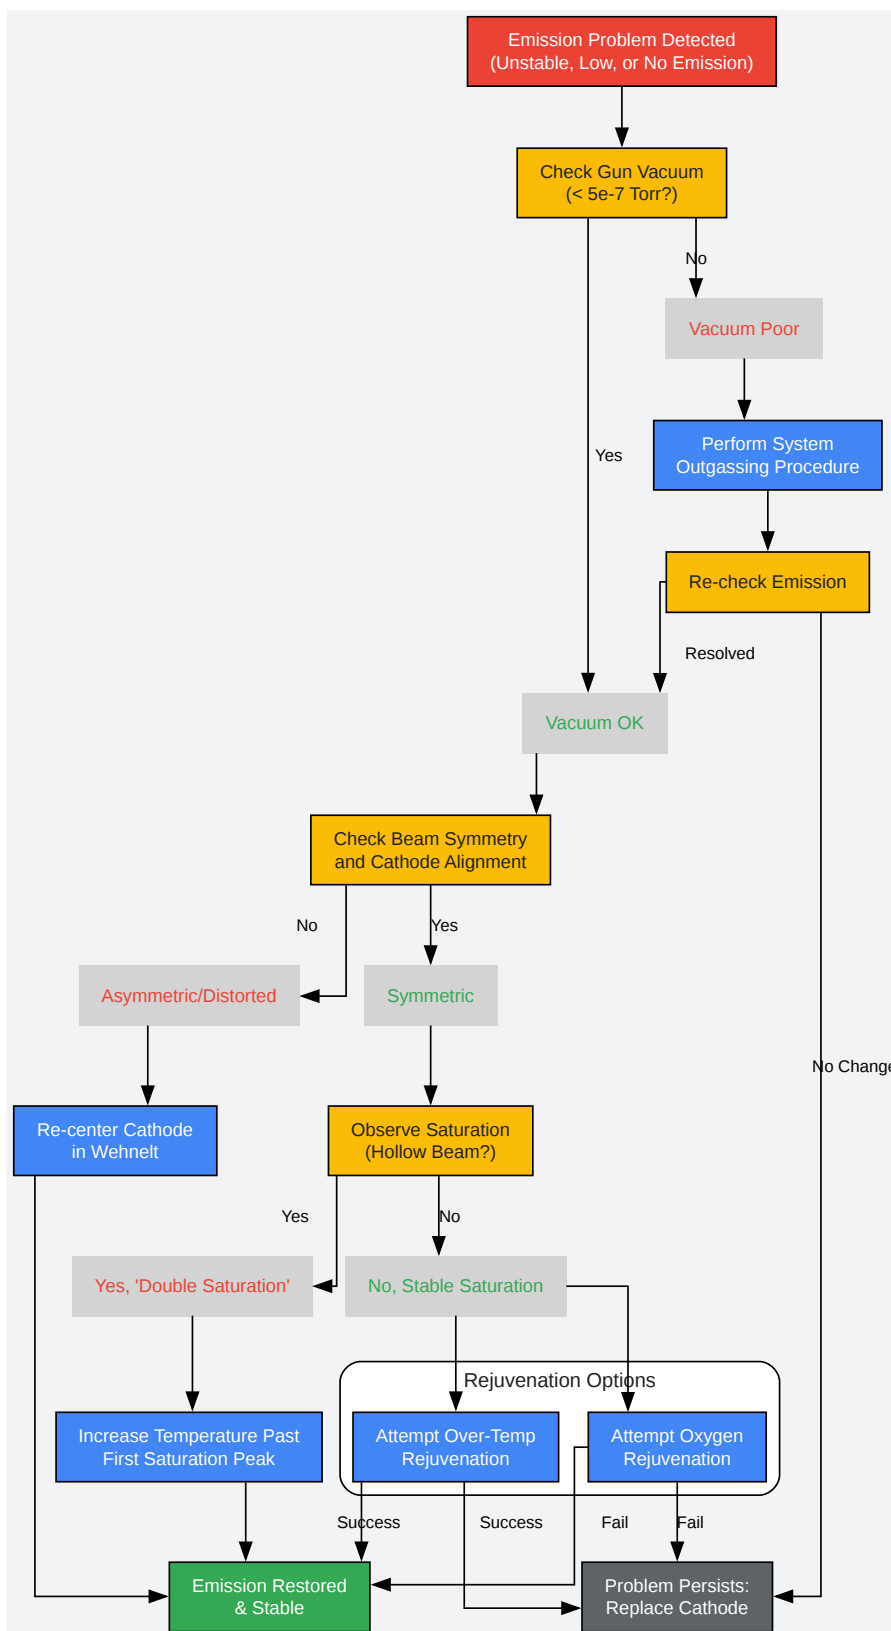 Emission Problem Detected
(Unstable, Low, or No Emission)
Check Gun Vacuum
(< 5e-7 Torr?)
No
Vacuum Poor
Perform System
Outgassing Procedure
Yes
Re-check Emission
Resolved
Vacuum OK
Check Beam Symmetry
and Cathode Alignment
No
Yes
Asymmetric/Distorted
Symmetric
No Change
Re-center Cathode
in Wehnelt
Observe Saturation
(Hollow Beam?)
Yes
No
Yes, 'Double Saturation'
No, Stable Saturation
Rejuvenation Options
Increase Temperature Past
First Saturation Peak
Attempt Over-Temp
Rejuvenation
Attempt Oxygen
Rejuvenation
Success
Success
Fail
Fail
Emission Restored
& Stable
Problem Persists:
Replace Cathode